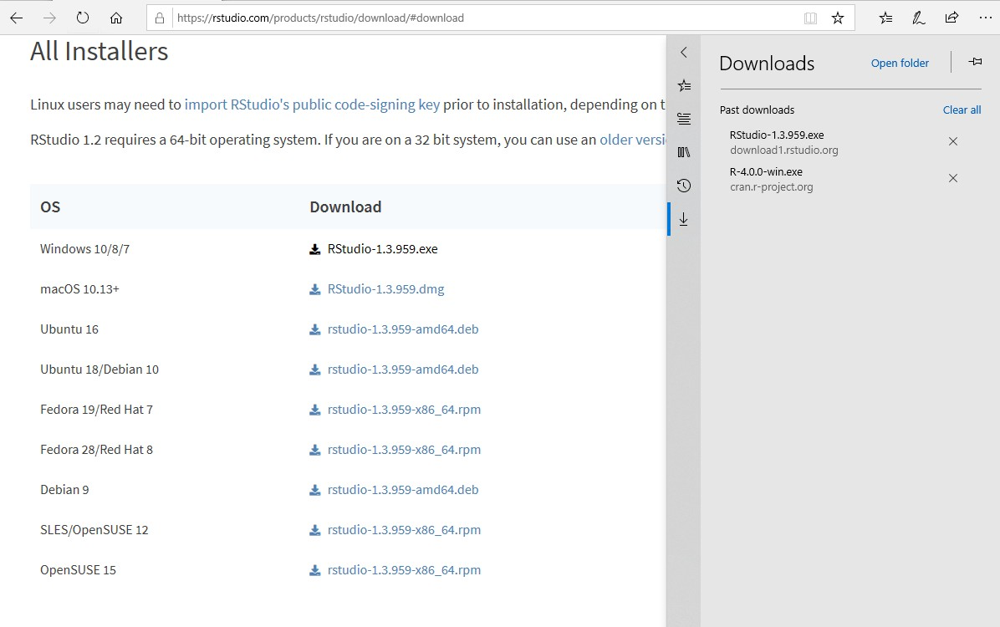 https://rstudio.com/products/rstudio/download/#download
All Installers
Linux users may need to import RStudio's public code-signing key prior to installation, depending on t
RStudio 1.2 requires a 64-bit operating system. If you are on a 32 bit system, you can use an older versi
OS Download
Windows 10/8/7 RStudio-1.3.959.exe
macOS 10.13+ RStudio-1.3.959.dmg
Ubuntu 16 rstudio-1.3.959-amd64.deb
Ubuntu 18/Debian 10 rstudio-1.3.959-amd64.deb
Fedora 19/Red Hat 7 rstudio-1.3.959-x86_64.rpm
Fedora 28/Red Hat 8 rstudio-1.3.959-x86_64.rpm
Debian 9 rstudio-1.3.959-amd64.deb
SLES/OpenSUSE 12 rstudio-1.3.959-x86_64.rpm
OpenSUSE 15 rstudio-1.3.959-x86_64.rpm
Downloads Open folder
Past downloads Clear all
RStudio-1.3.959.exe
download1.rstudio.org
R-4.0.0-win.exe
cran.r-project.org